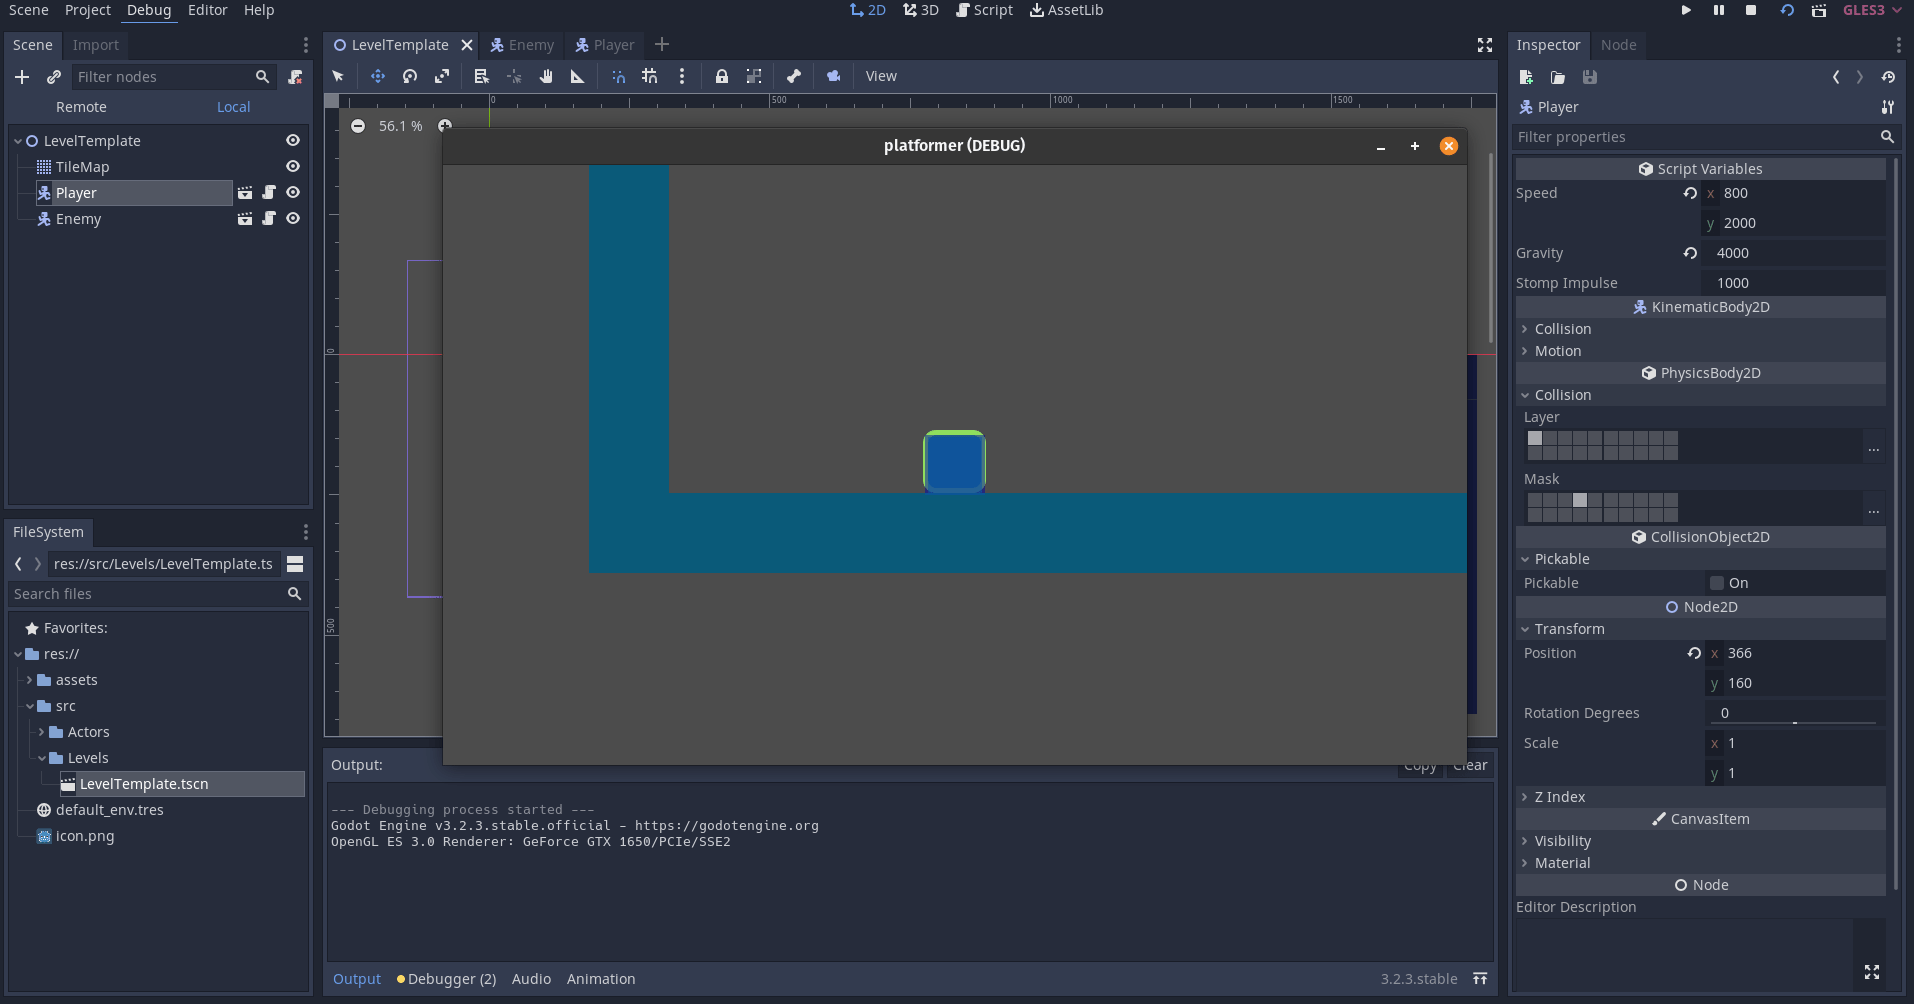 Scene Project Debug Editor Help
2D 3D Script AssetLib
GLES3
Scene Import
Filter nodes
Remote Local
LevelTemplate
TileMap
Player
Enemy
FileSystem
res://src/Levels/LevelTemplate.ts
Search files
Favorites:
res://
assets
src
Actors
Levels
LevelTemplate.tscn
default_env.tres
icon.png
LevelTemplate Enemy Player
View
0 500 1000 1500
56.1 %
0
500
platformer (DEBUG)
Output:
Copy Clear
--- Debugging process started ---
Godot Engine v3.2.3.stable.official - https://godotengine.org
OpenGL ES 3.0 Renderer: GeForce GTX 1650/PCIe/SSE2
Output Debugger (2) Audio Animation
3.2.3.stable
Inspector Node
Player
Filter properties
Script Variables
Speed x 800
y 2000
Gravity 4000
Stomp Impulse 1000
KinematicBody2D
Collision
Motion
PhysicsBody2D
Collision
Layer
...
Mask
...
CollisionObject2D
Pickable
Pickable On
Node2D
Transform
Position x 366
y 160
Rotation Degrees 0
Scale x 1
y 1
Z Index
CanvasItem
Visibility
Material
Node
Editor Description